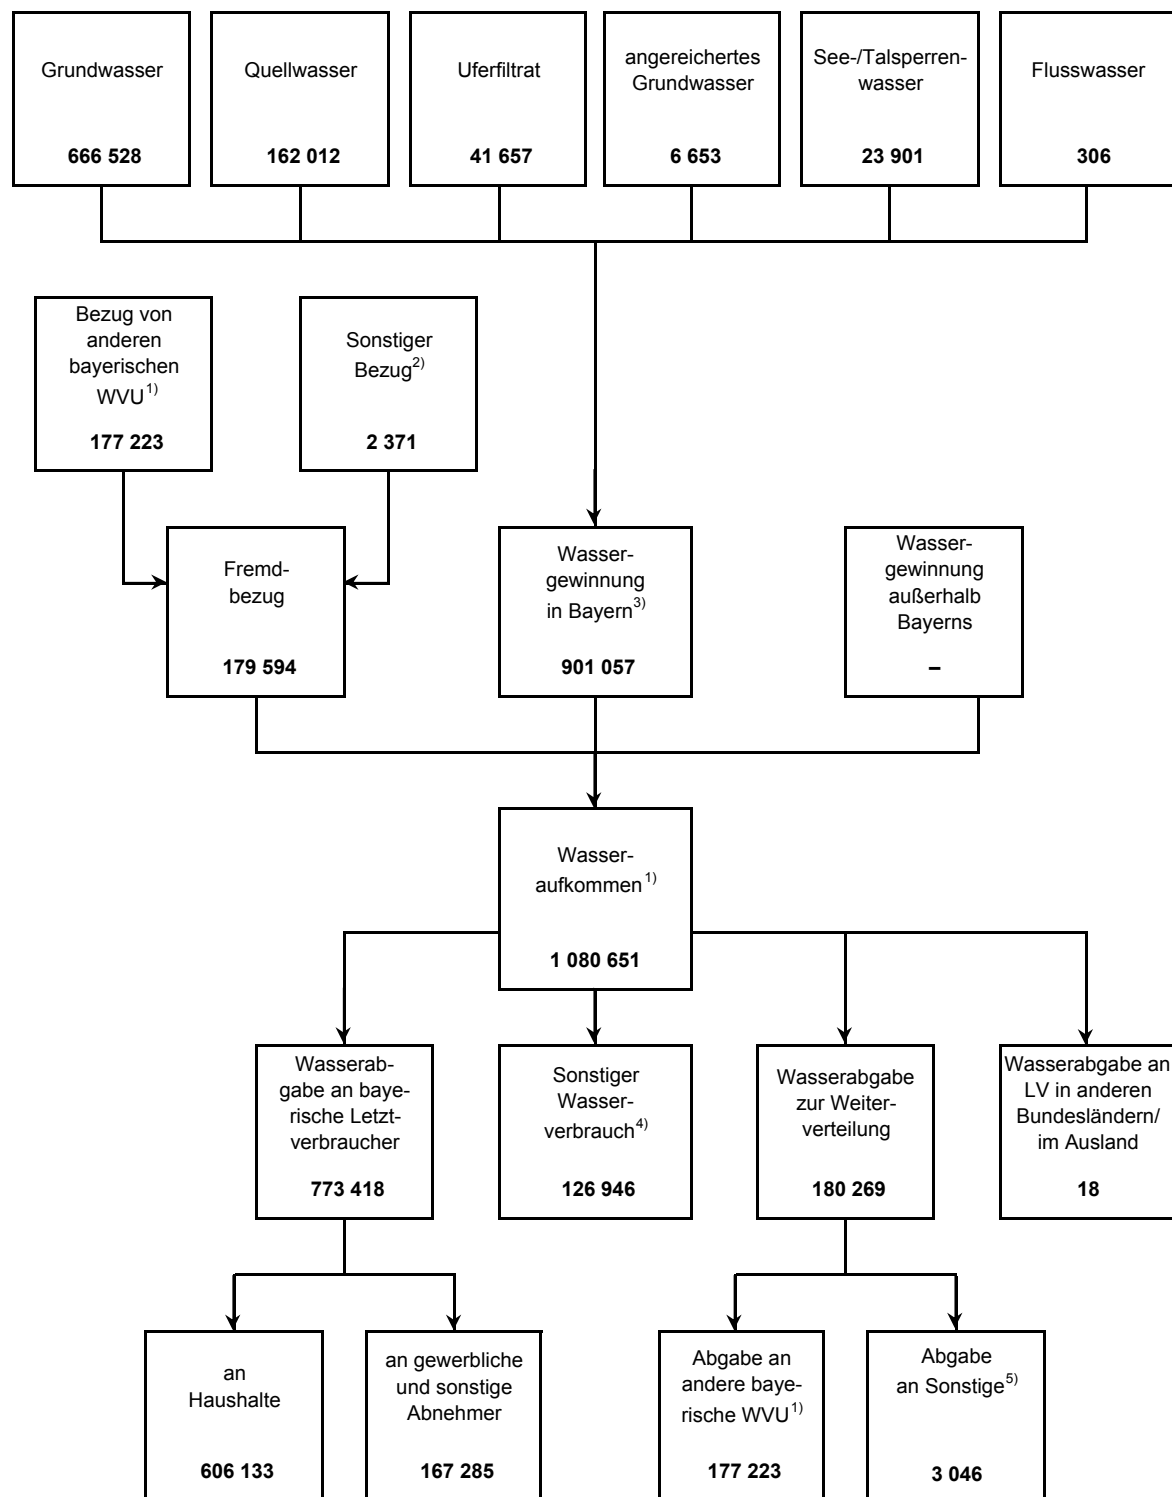 Grundwasser
666 528
Quellwasser
162 012
Uferfiltrat
41 657
angereichertes
Grundwasser
6 653
See-/Talsperren-
wasser
23 901
Flusswasser
306
Bezug von
anderen
bayerischen
WVU1)
177 223
Sonstiger
Bezug2)
2 371
Fremd-
bezug
179 594
Wasser-
gewinnung
in Bayern3)
901 057
Wasser-
gewinnung
außerhalb
Bayerns
–
Wasser-
aufkommen1)
1 080 651
Wasserab-
gabe an baye-
rische Letzt-
verbraucher
773 418
Sonstiger
Wasser-
verbrauch4)
126 946
Wasserabgabe
zur Weiter-
verteilung
180 269
Wasserabgabe an
LV in anderen
Bundesländern/
im Ausland
18
an
Haushalte
606 133
an gewerbliche
und sonstige
Abnehmer
167 285
Abgabe an
andere baye-
rische WVU1)
177 223
Abgabe
an Sonstige5)
3 046